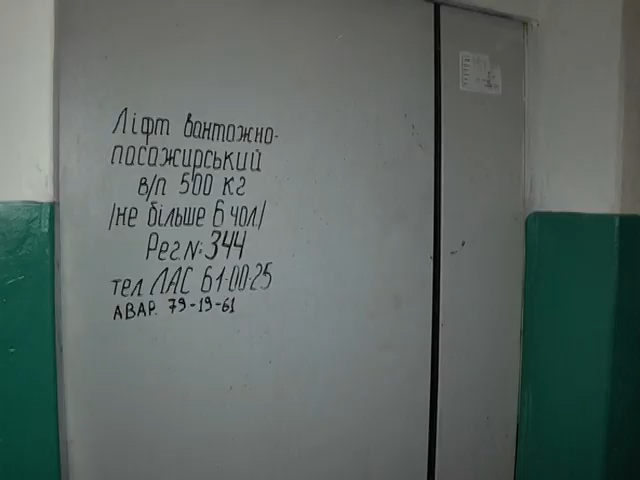 Ліфт вантажно-
пасажирський
в/п 500 кг
/не більше 6 чол/
Рег.№: 344
тел ЛАС 61-00-25
АВАР. 79-19-61